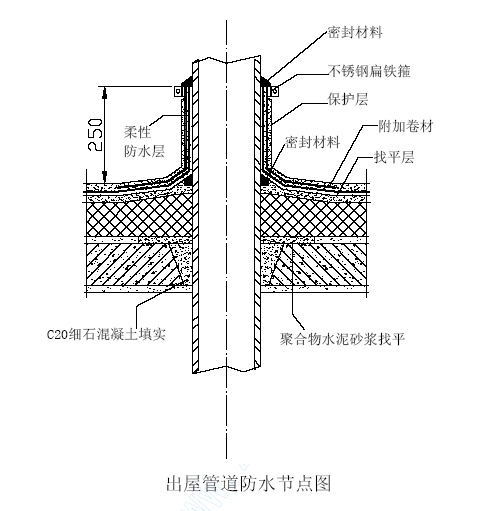 密封材料
不锈钢扁铁箍
保护层
附加卷材
250
柔性
防水层
密封材料
找平层
C20细石混凝土填实
聚合物水泥砂浆找平
出屋管道防水节点图